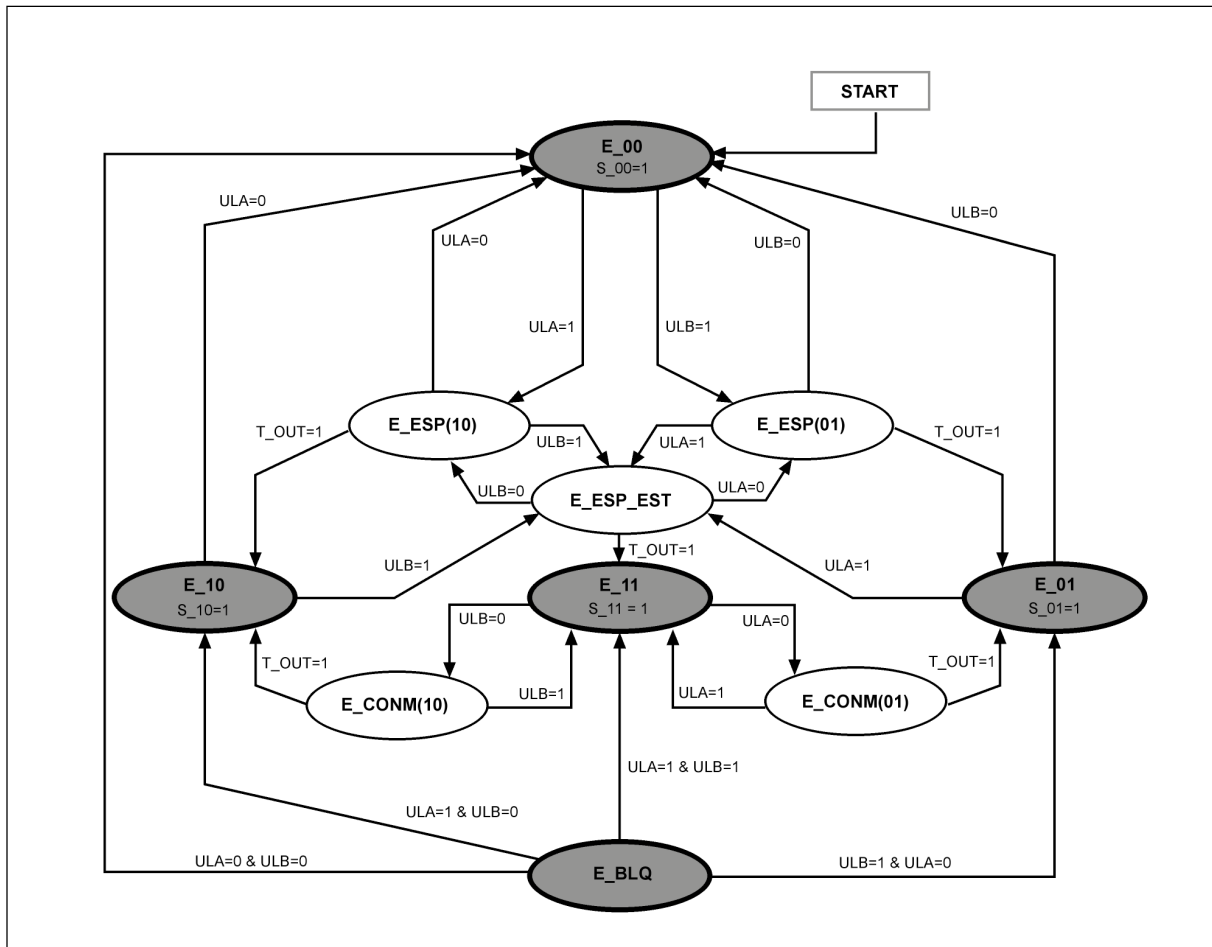 START
E_00
S_00=1
ULA=0
ULB=0
ULA=0
ULB=0
ULA=1
ULB=1
E_ESP(10)
E_ESP(01)
T_OUT=1
ULB=1
ULA=1
T_OUT=1
ULB=0
E_ESP_EST
ULA=0
T_OUT=1
ULB=1
ULA=1
E_10
S_10=1
E_11
S_11 = 1
E_01
S_01=1
ULB=0
ULA=0
T_OUT=1
T_OUT=1
ULB=1
ULA=1
E_CONM(10)
E_CONM(01)
ULA=1 & ULB=1
ULA=1 & ULB=0
ULA=0 & ULB=0
ULB=1 & ULA=0
E_BLQ